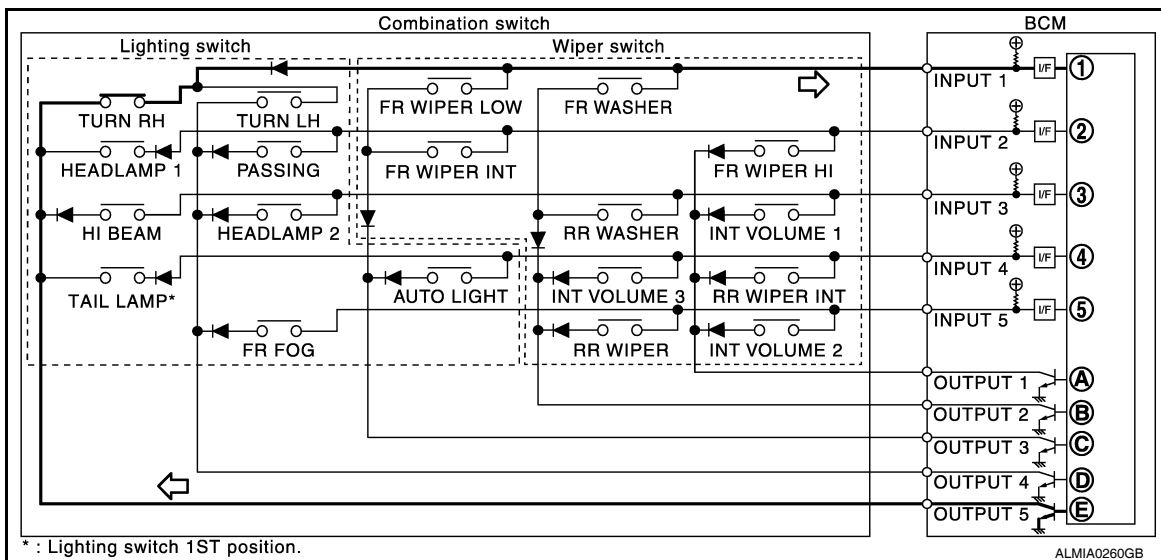 Combination switch
BCM
Lighting switch
Wiper switch
INPUT 1
I/F
1
TURN RH
TURN LH
FR WIPER LOW
FR WASHER
INPUT 2
I/F
2
HEADLAMP 1
PASSING
FR WIPER INT
FR WIPER HI
INPUT 3
I/F
3
HI BEAM
HEADLAMP 2
RR WASHER
INT VOLUME 1
INPUT 4
I/F
4
TAIL LAMP*
AUTO LIGHT
INT VOLUME 3
RR WIPER INT
INPUT 5
I/F
5
FR FOG
RR WIPER
INT VOLUME 2
OUTPUT 1
A
OUTPUT 2
B
OUTPUT 3
C
OUTPUT 4
D
OUTPUT 5
E
* : Lighting switch 1ST position.
ALMIA0260GB